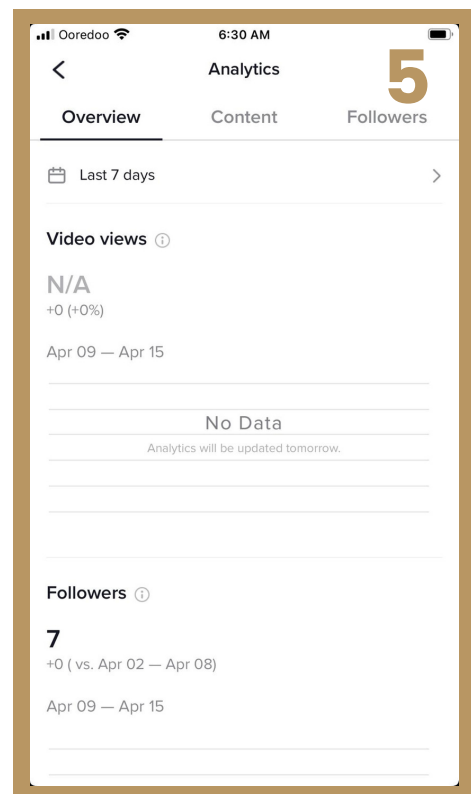 Ooredoo 6:30 AM
Analytics
5
Overview Content Followers
Last 7 days
Video views
N/A
+0 (+0%)
Apr 09 — Apr 15
No Data
Analytics will be updated tomorrow.
Followers
7
+0 ( vs. Apr 02 — Apr 08)
Apr 09 — Apr 15